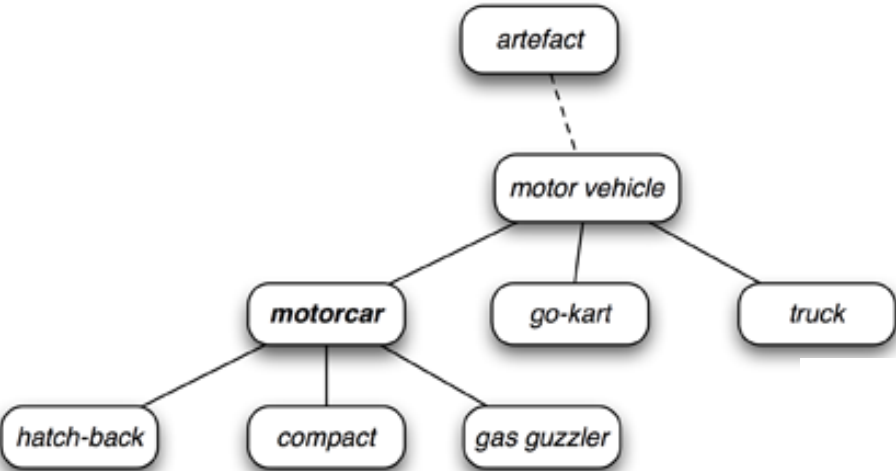 artefact
motor vehicle
motorcar
go-kart
truck
hatch-back
compact
gas guzzler